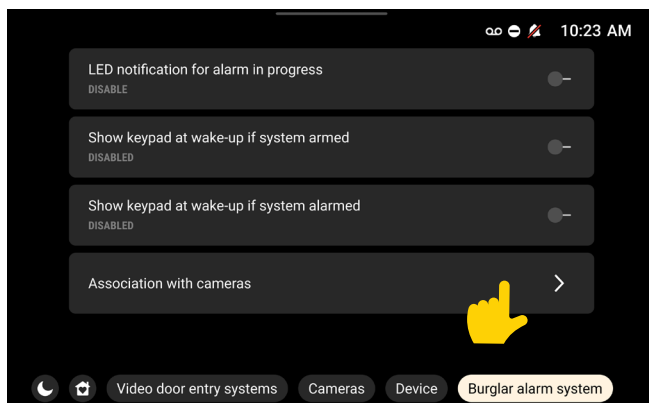 10:23 AM
LED notification for alarm in progress
DISABLE
Show keypad at wake-up if system armed
DISABLED
Show keypad at wake-up if system alarmed
DISABLED
Association with cameras
Video door entry systems Cameras Device Burglar alarm system